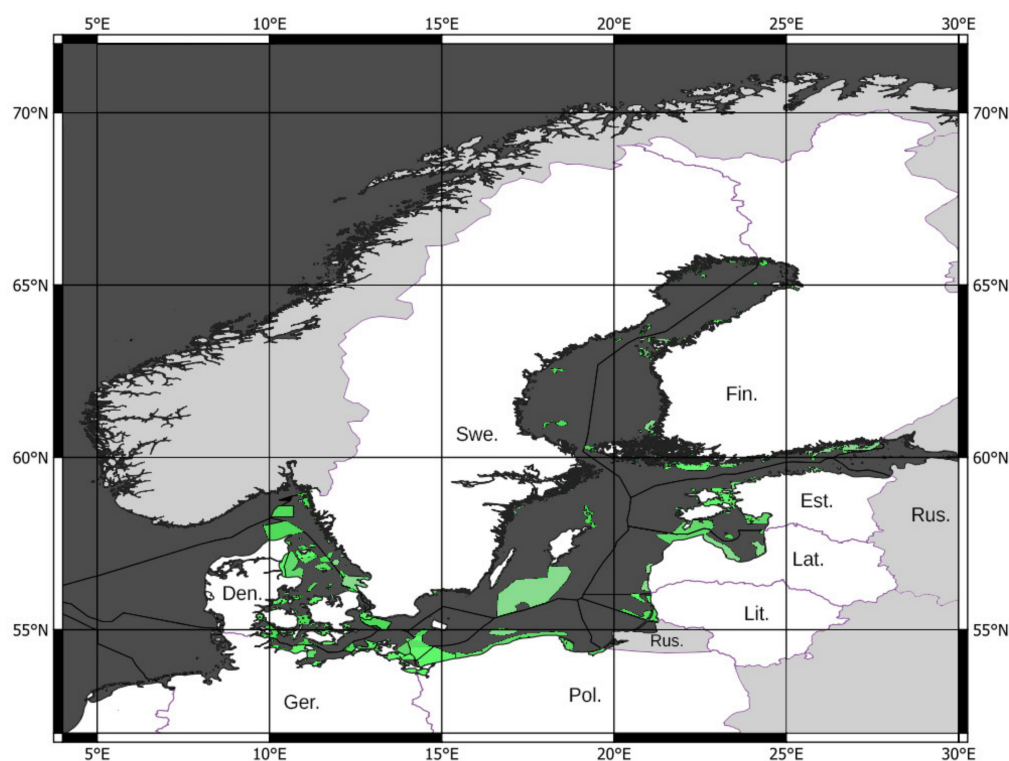 5°E 10°E 15°E 20°E 25°E 30°E
70°N 70°N
65°N 65°N
Fin.
Swe.
60°N 60°N
Est.
Rus.
Lat.
Den.
Lit.
55°N 55°N
Rus.
Pol.
Ger.
5°E 10°E 15°E 20°E 25°E 30°E